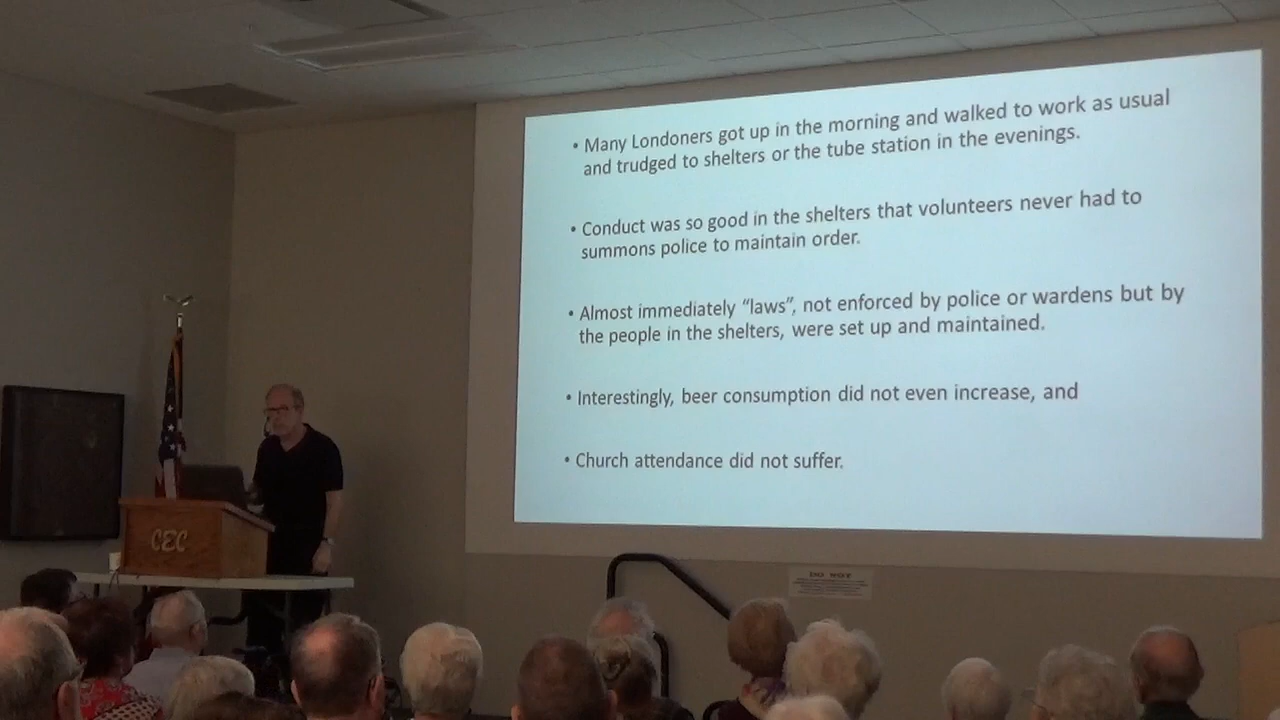 • Many Londoners got up in the morning and walked to work as usual
and trudged to shelters or the tube station in the evenings.
• Conduct was so good in the shelters that volunteers never had to
summons police to maintain order.
• Almost immediately “laws”, not enforced by police or wardens but by
the people in the shelters, were set up and maintained.
• Interestingly, beer consumption did not even increase, and
• Church attendance did not suffer.
CEC
DO NOT